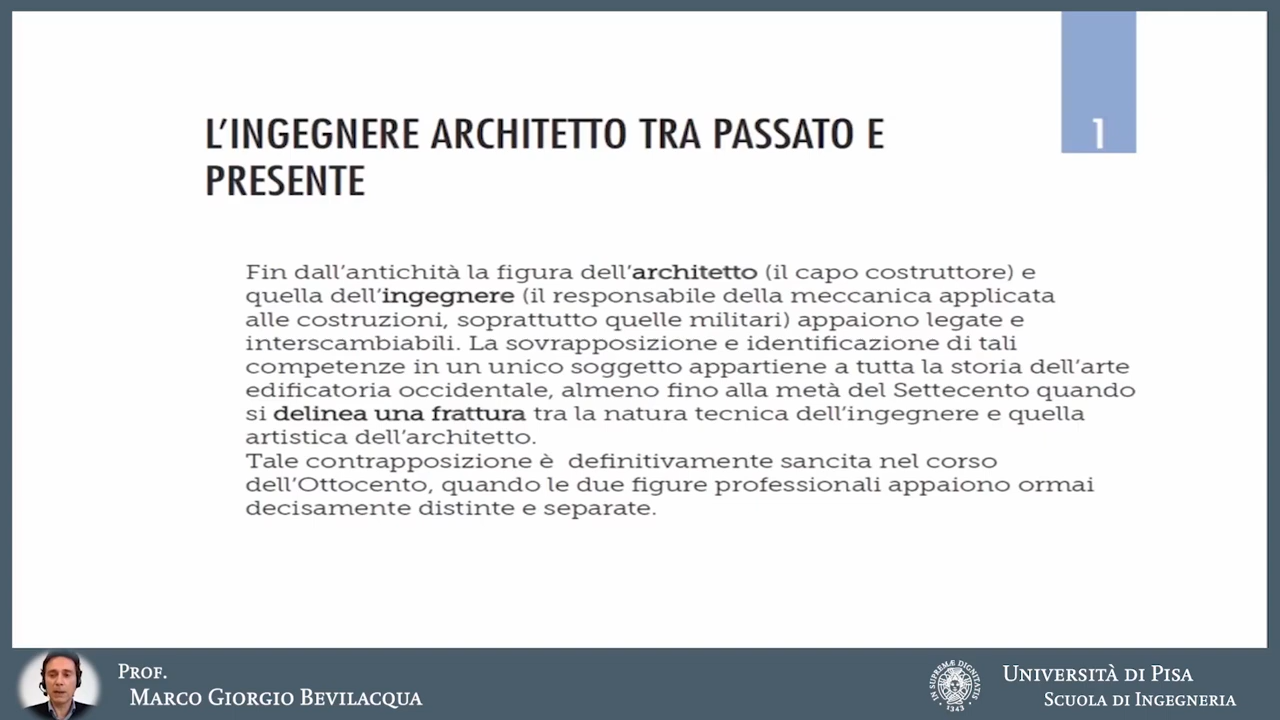 1
L'INGEGNERE ARCHITETTO TRA PASSATO E
PRESENTE
Fin dall'antichità la figura dell'architetto (il capo costruttore) e
quella dell'ingegnere (il responsabile della meccanica applicata
alle costruzioni, soprattutto quelle militari) appaiono legate e
interscambiabili. La sovrapposizione e identificazione di tali
competenze in un unico soggetto appartiene a tutta la storia dell'arte
edificatoria occidentale, almeno fino alla metà del Settecento quando
si delinea una frattura tra la natura tecnica dell'ingegnere e quella
artistica dell'architetto.
Tale contrapposizione è definitivamente sancita nel corso
dell'Ottocento, quando le due figure professionali appaiono ormai
decisamente distinte e separate.
PROF.
MARCO GIORGIO BEVILACQUA
IN SUPREMÆ DIGNITATIS
1343
UNIVERSITÀ DI PISA
SCUOLA DI INGEGNERIA